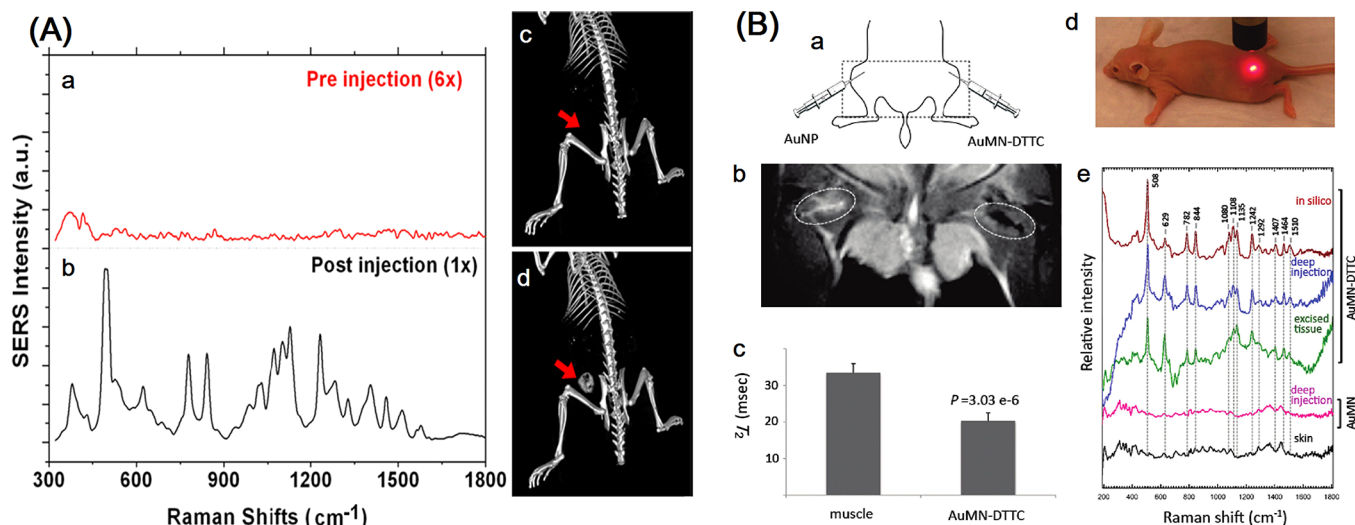 (A)
a
Pre injection (6x)
b
Post injection (1x)
SERS Intensity (a.u.)
300 600 900 1200 1500 1800
Raman Shifts (cm-1)
c
d
(B)
a
AuNP
AuMN-DTTC
b
c
T2 (msec)
30
20
10
P =3.03 e-6
muscle
AuMN-DTTC
d
e
508
629
782
844
1080
1108
1135
1242
1292
1407
1464
1510
in silico
deep injection
excised
tissue
deep
injection
skin
AuMN-DTTC
AuMN
Relative intensity
200 400 600 800 1000 1200 1400 1600 1800
Raman shift (cm-1)